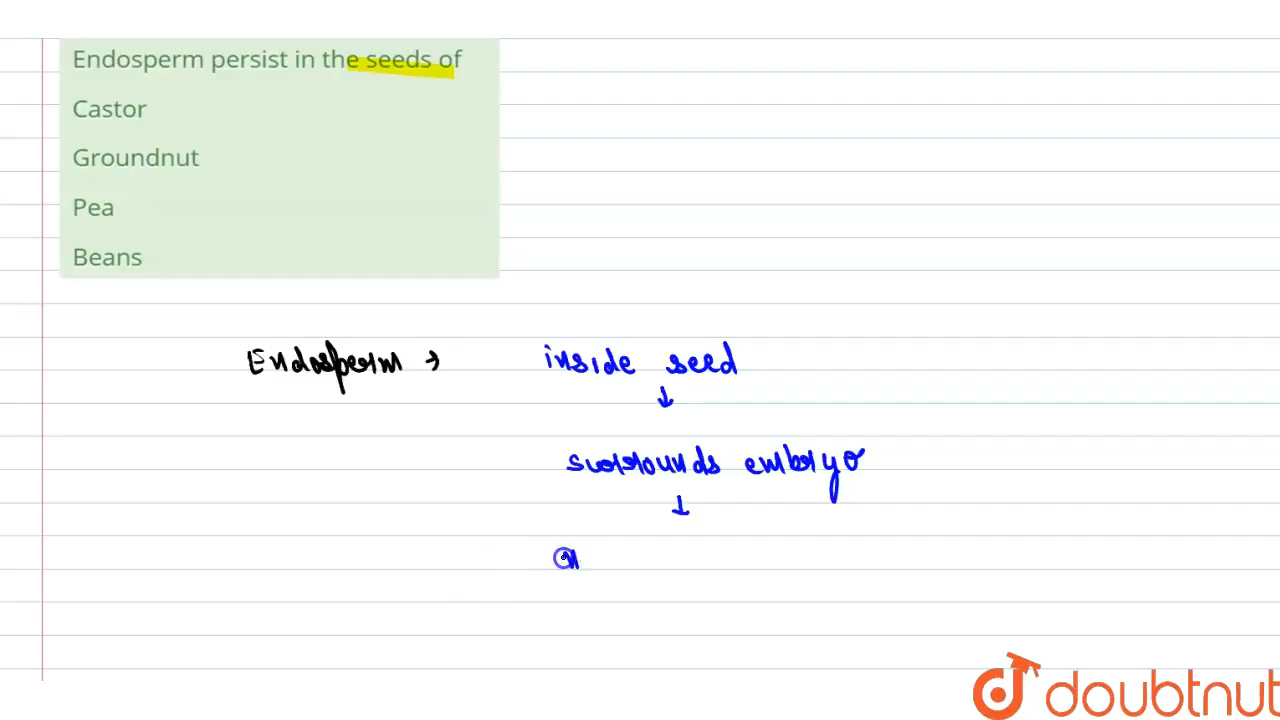 Endosperm persist in the seeds of
Castor
Groundnut
Pea
Beans
Endosperm → inside seed
↓
surrounds embryo
↓
doubtnut